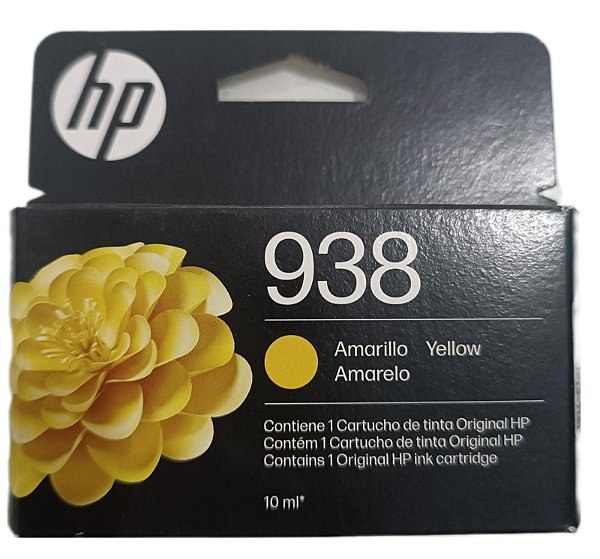 hp
938
Amarillo Yellow
Amarelo
Contiene 1 Cartucho de tinta Original HP
Contém 1 Cartucho de tinta Original HP
Contains 1 Original HP ink cartridge
10 ml*